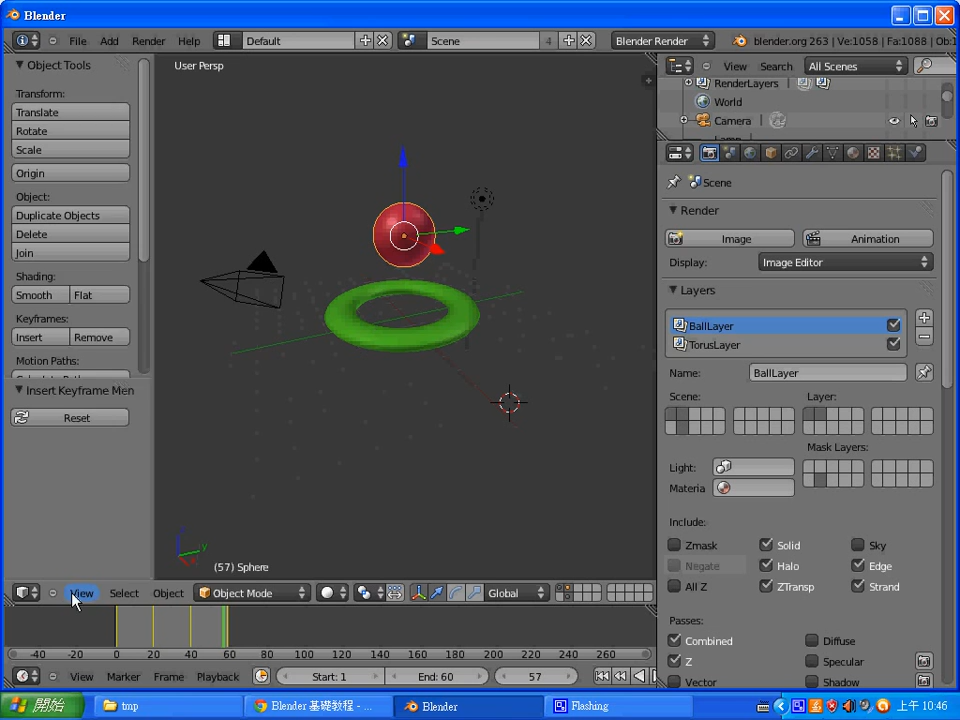 Blender
File Add Render Help Default Scene 4 Blender Render blender.org 263 | Ve:1058 | Fa:1088 | Ob:1
Object Tools
Transform:
Translate
Rotate
Scale
Origin
Object:
Duplicate Objects
Delete
Join
Shading:
Smooth Flat
Keyframes:
Insert Remove
Motion Paths:
Insert Keyframe Men
Reset
User Persp
(57) Sphere
View Select Object Object Mode Global
-40 -20 0 20 40 60 80 100 120 140 160 180 200 220 240 260
View Marker Frame Playback Start: 1 End: 60 57
View Search All Scenes
RenderLayers
World
Camera
Scene
Render
Image Animation
Display: Image Editor
Layers
BallLayer
TorusLayer
Name: BallLayer
Scene: Layer:
Mask Layers:
Light:
Materia
Include:
Zmask Solid Sky
Negate Halo Edge
All Z ZTransp Strand
Passes:
Combined Diffuse
Z Specular
Vector Shadow
開始 tmp Blender 基礎教程 - ... Blender Flashing 上午 10:46